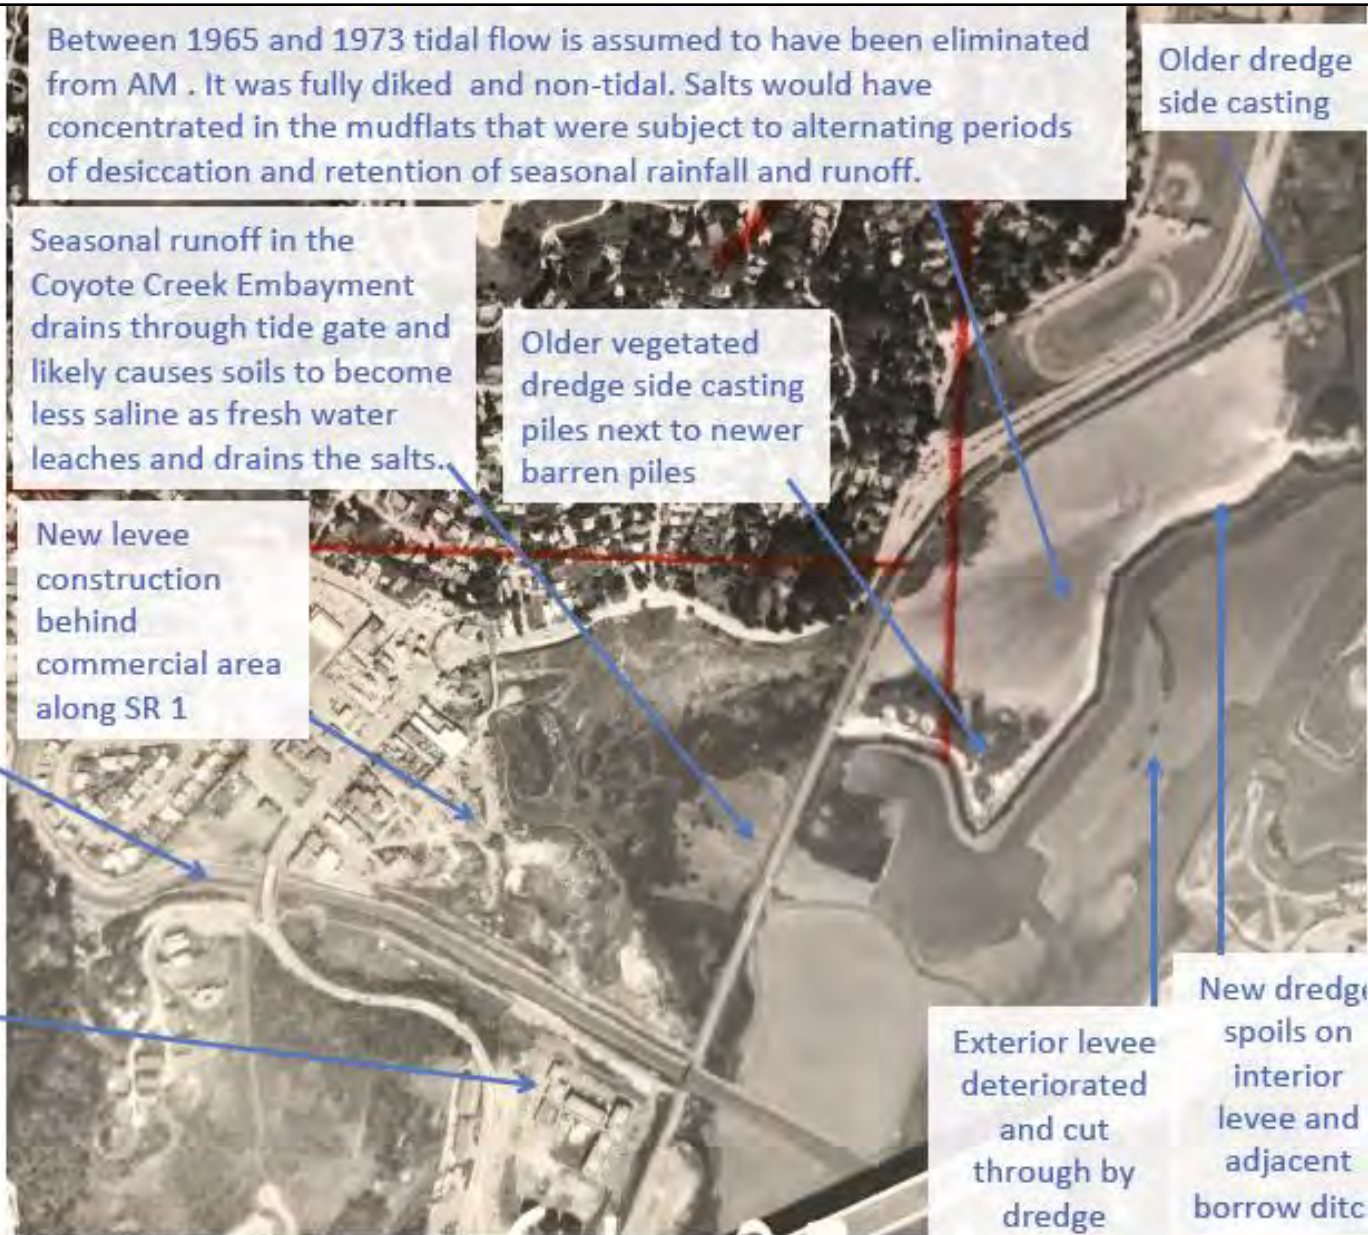 Between 1965 and 1973 tidal flow is assumed to have been eliminated
from AM . It was fully diked and non-tidal. Salts would have
concentrated in the mudflats that were subject to alternating periods
of desiccation and retention of seasonal rainfall and runoff.
Older dredge
side casting
Seasonal runoff in the
Coyote Creek Embayment
drains through tide gate and
likely causes soils to become
less saline as fresh water
leaches and drains the salts..
Older vegetated
dredge side casting
piles next to newer
barren piles
New levee
construction
behind
commercial area
along SR 1
Exterior levee
deteriorated
and cut
through by
dredge
New dredge
spoils on
interior
levee and
adjacent
borrow ditc